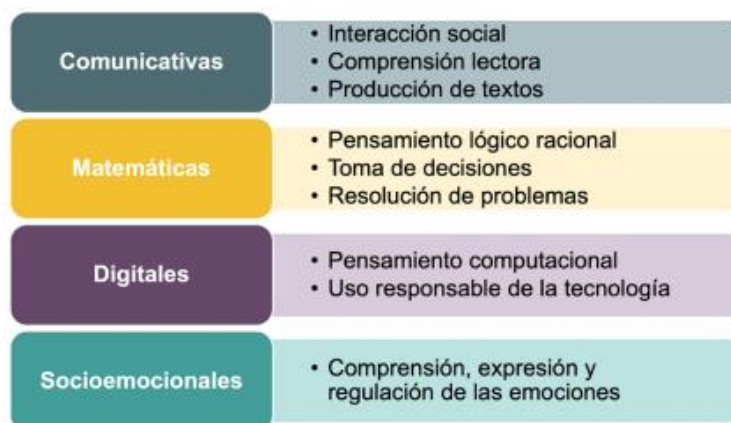 Comunicativas
• Interacción social
• Comprensión lectora
• Producción de textos
Matemáticas
• Pensamiento lógico racional
• Toma de decisiones
• Resolución de problemas
Digitales
• Pensamiento computacional
• Uso responsable de la tecnología
Socioemocionales
• Comprensión, expresión y
regulación de las emociones